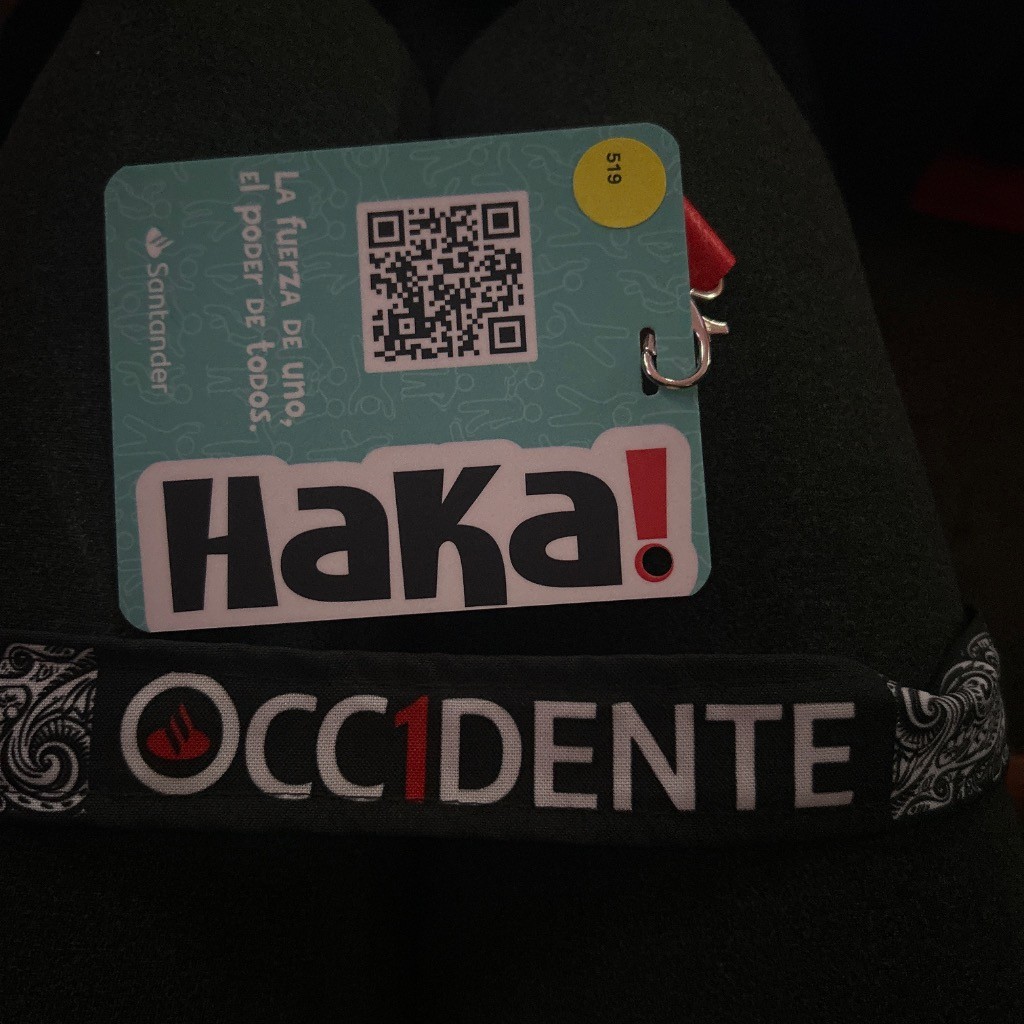 519
La fuerza de uno,
el poder de todos.
Santander
HaKa!
OCC1DENTE